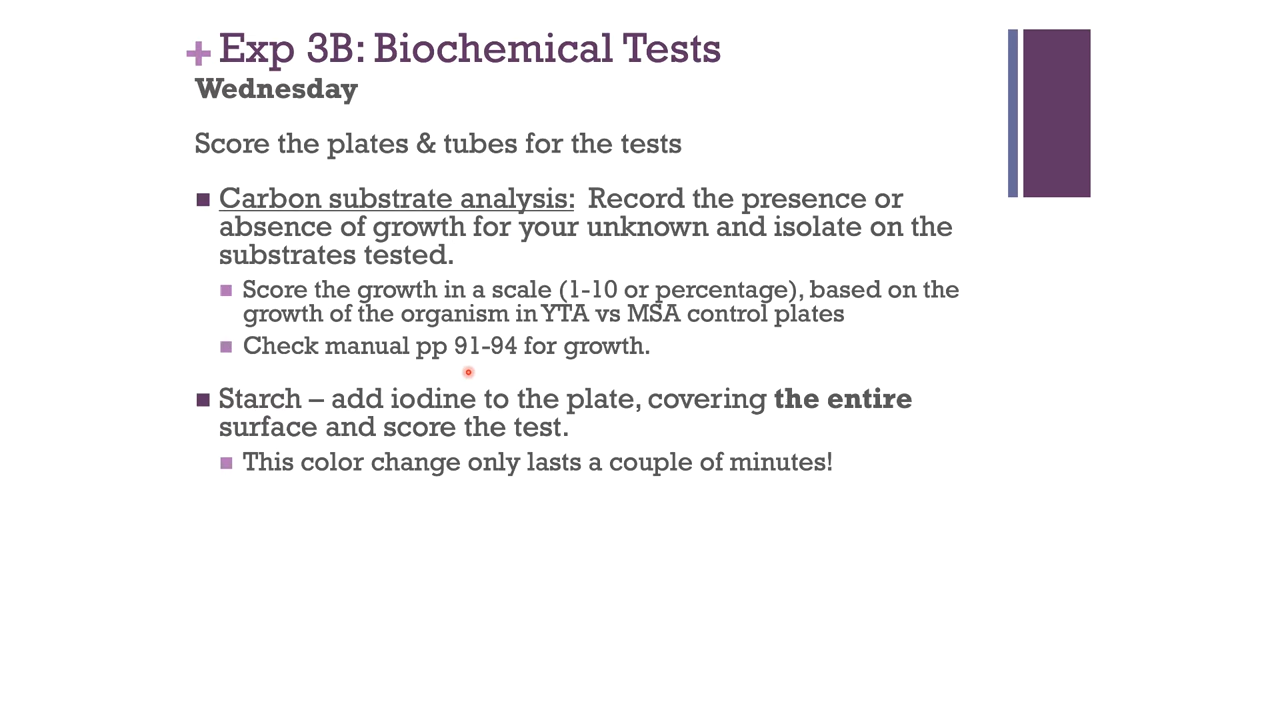 + Exp 3B: Biochemical Tests
Wednesday
Score the plates & tubes for the tests
■ Carbon substrate analysis: Record the presence or
absence of growth for your unknown and isolate on the
substrates tested.
■ Score the growth in a scale (1-10 or percentage), based on the
growth of the organism in YTA vs MSA control plates
■ Check manual pp 91-94 for growth.
■ Starch – add iodine to the plate, covering the entire
surface and score the test.
■ This color change only lasts a couple of minutes!